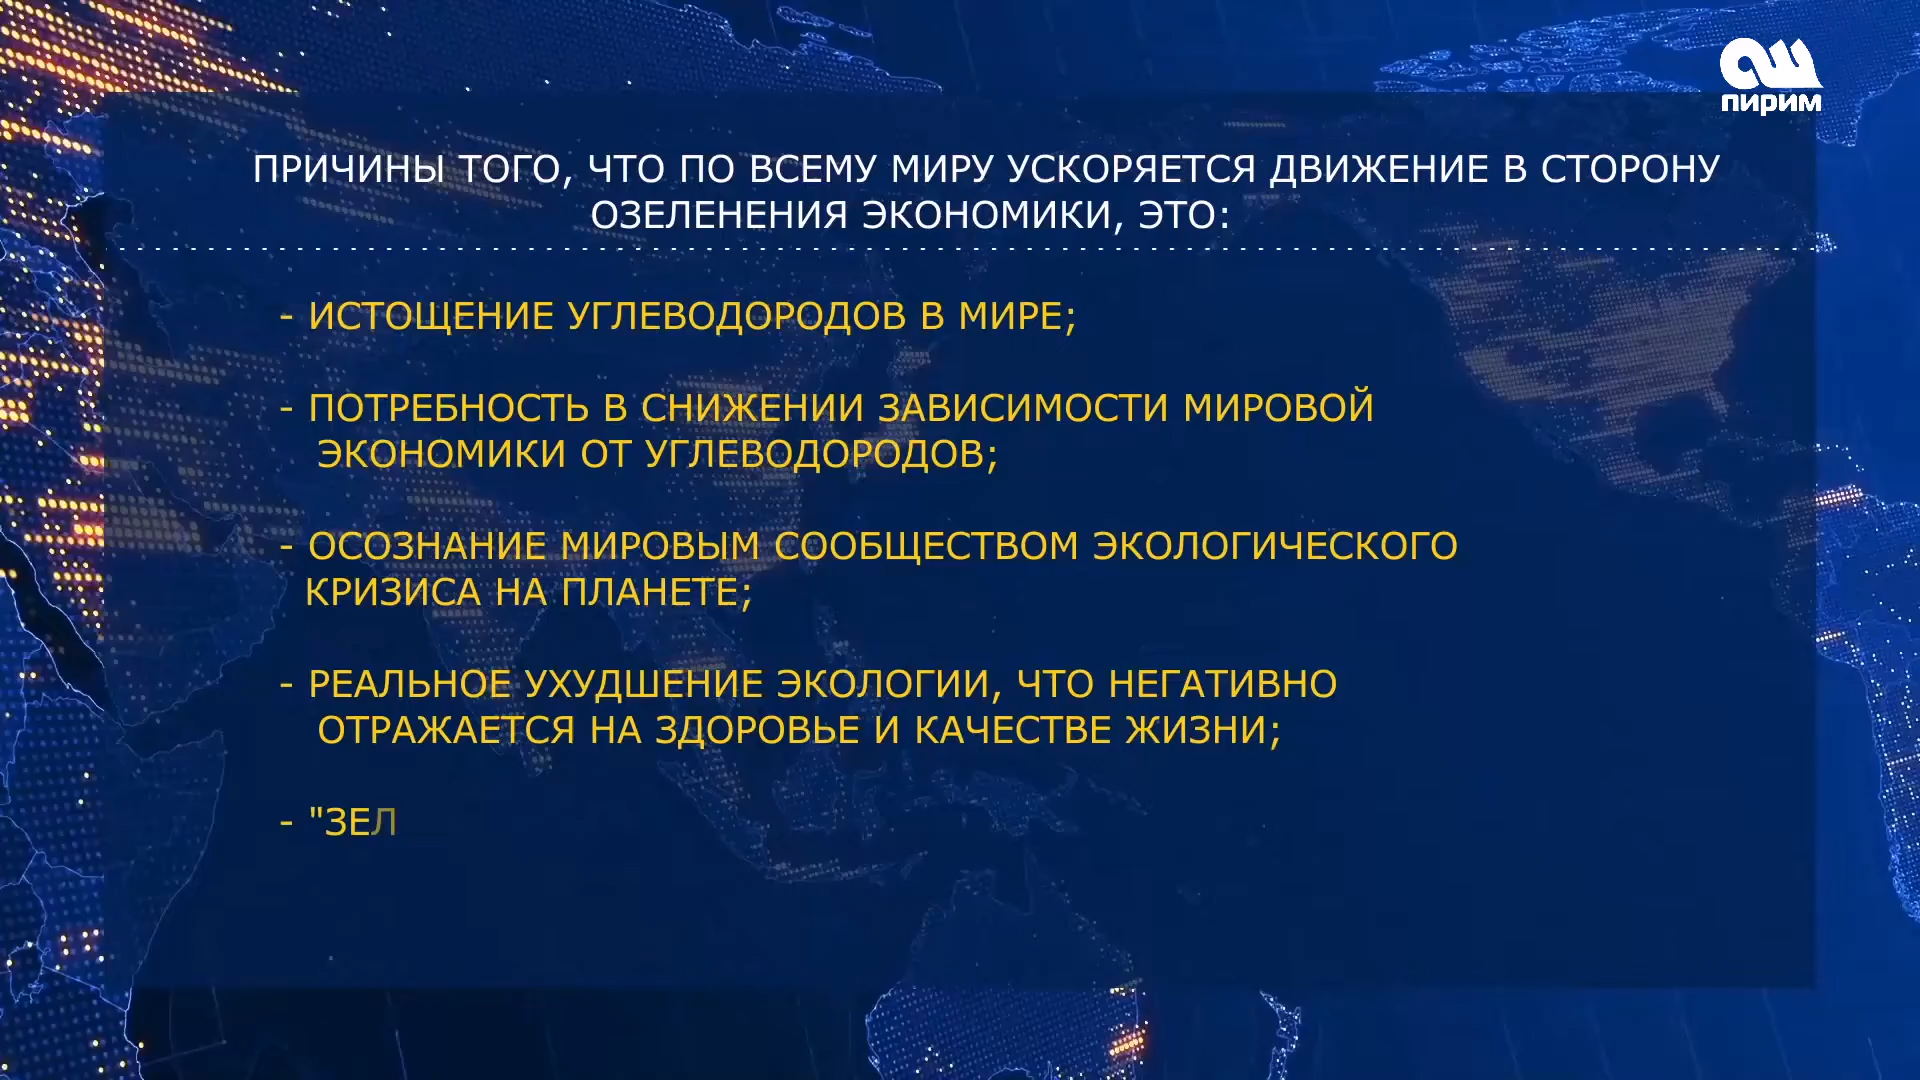 ОШ
ПИРИМ
ПРИЧИНЫ ТОГО, ЧТО ПО ВСЕМУ МИРУ УСКОРЯЕТСЯ ДВИЖЕНИЕ В СТОРОНУ
ОЗЕЛЕНЕНИЯ ЭКОНОМИКИ, ЭТО:
- ИСТОЩЕНИЕ УГЛЕВОДОРОДОВ В МИРЕ;
- ПОТРЕБНОСТЬ В СНИЖЕНИИ ЗАВИСИМОСТИ МИРОВОЙ
ЭКОНОМИКИ ОТ УГЛЕВОДОРОДОВ;
- ОСОЗНАНИЕ МИРОВЫМ СООБЩЕСТВОМ ЭКОЛОГИЧЕСКОГО
КРИЗИСА НА ПЛАНЕТЕ;
- РЕАЛЬНОЕ УХУДШЕНИЕ ЭКОЛОГИИ, ЧТО НЕГАТИВНО
ОТРАЖАЕТСЯ НА ЗДОРОВЬЕ И КАЧЕСТВЕ ЖИЗНИ;
- "ЗЕЛ